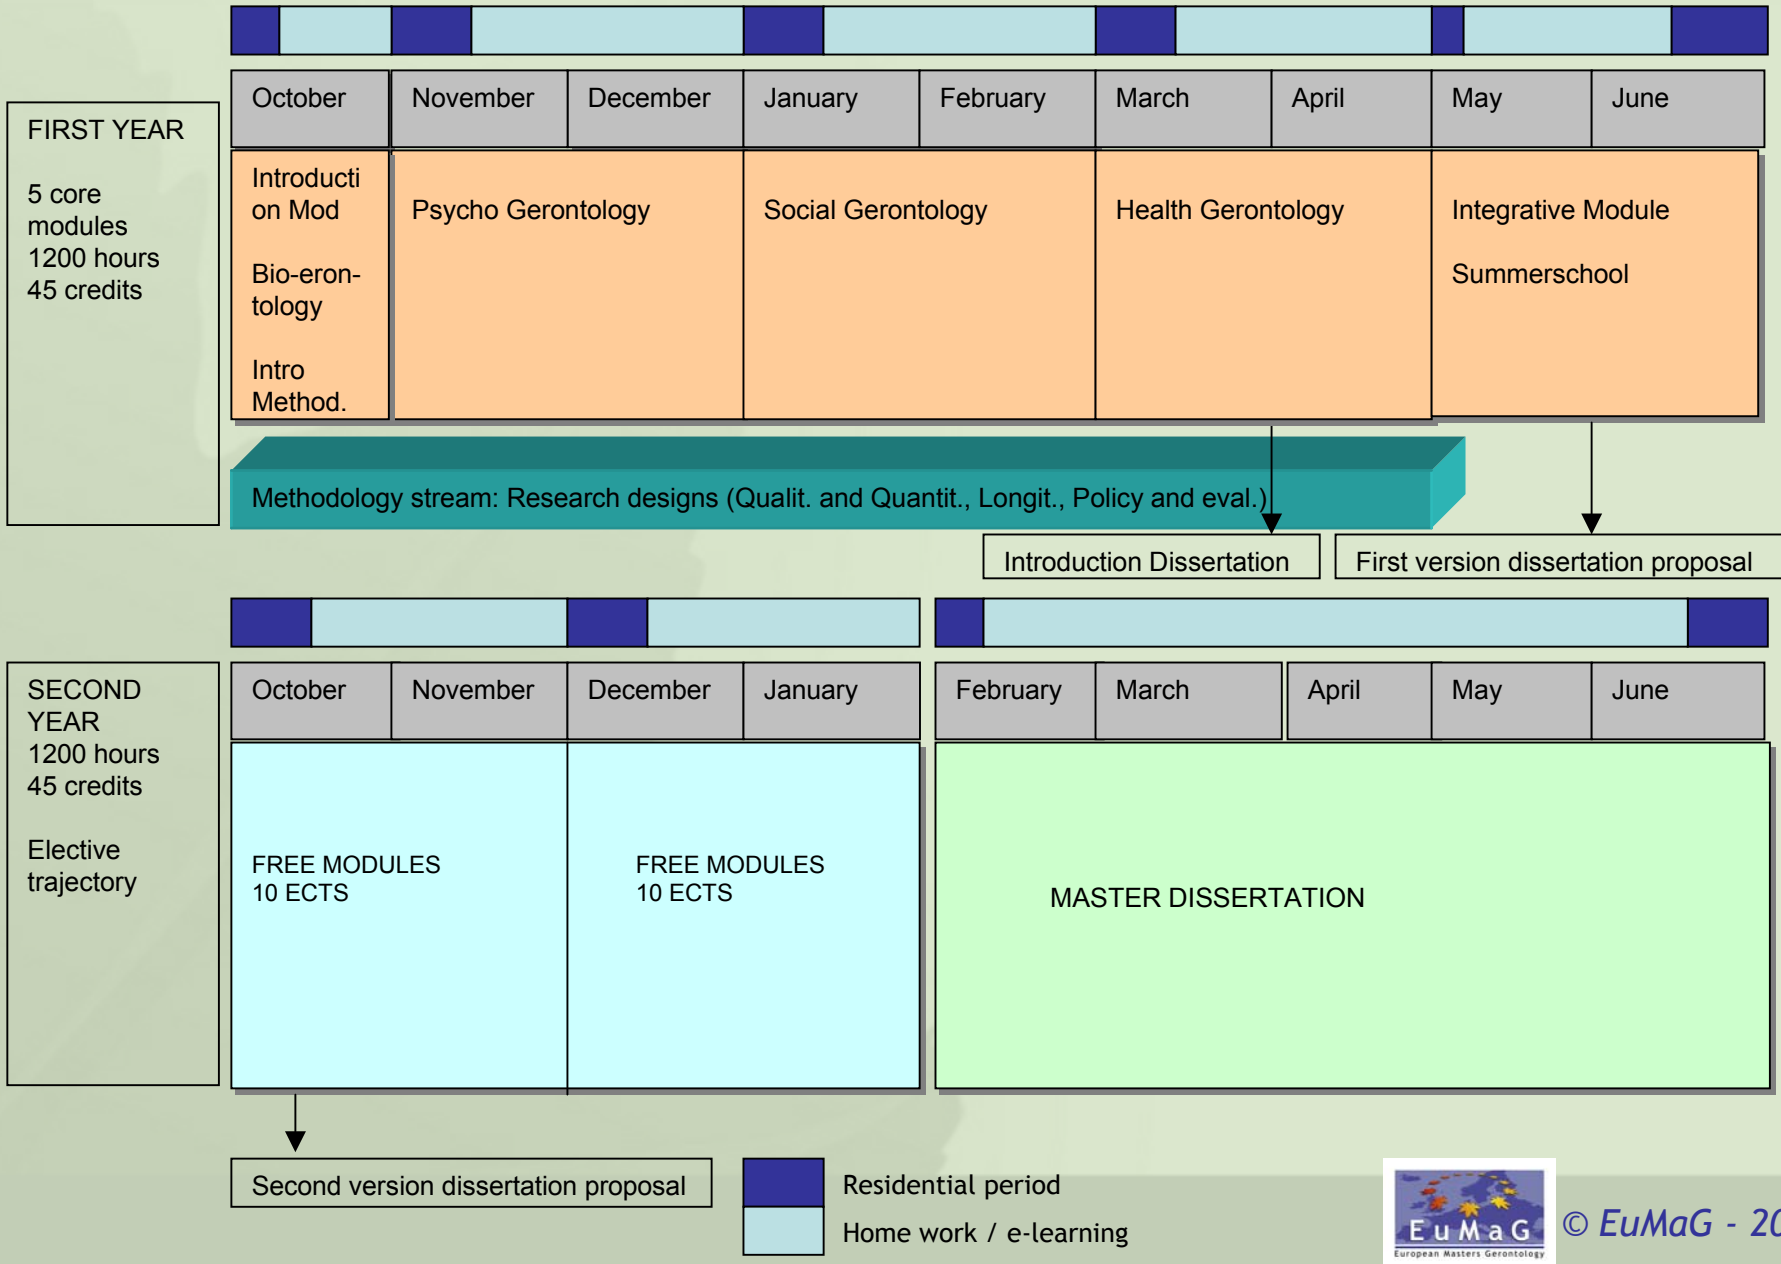 October
November
December
January
February
March
April
May
June
FIRST YEAR
5 core
modules
1200 hours
45 credits
Introducti
on Mod
Bio-eron-
tology
Intro
Method.
Psycho Gerontology
Social Gerontology
Health Gerontology
Integrative Module
Summerschool
Methodology stream: Research designs (Qualit. and Quantit., Longit., Policy and eval.)
Introduction Dissertation
First version dissertation proposal
SECOND
YEAR
1200 hours
45 credits
Elective
trajectory
October
November
December
January
February
March
April
May
June
FREE MODULES
10 ECTS
FREE MODULES
10 ECTS
MASTER DISSERTATION
Second version dissertation proposal
Residential period
Home work / e-learning
EuMaG
European Masters Gerontology
© EuMaG - 20